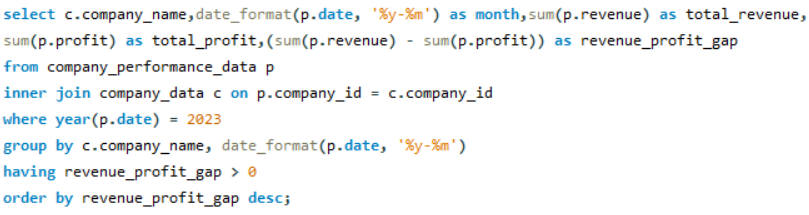 select c.company_name,date_format(p.date, '%y-%m') as month,sum(p.revenue) as total_revenue,
sum(p.profit) as total_profit,(sum(p.revenue) - sum(p.profit)) as revenue_profit_gap
from company_performance_data p
inner join company_data c on p.company_id = c.company_id
where year(p.date) = 2023
group by c.company_name, date_format(p.date, '%y-%m')
having revenue_profit_gap > 0
order by revenue_profit_gap desc;